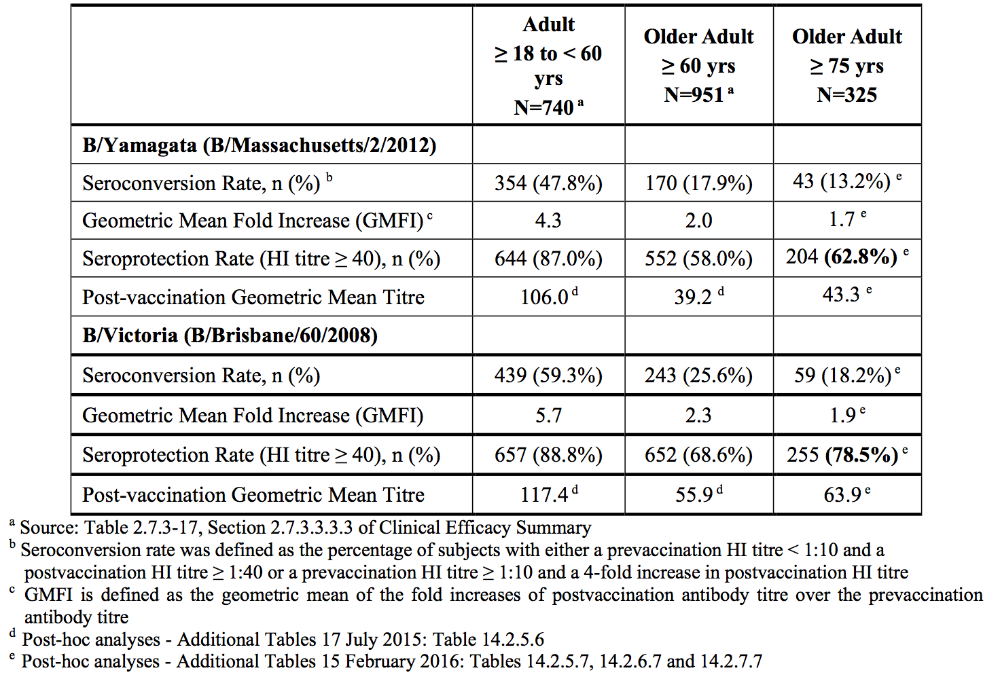 Adult
≥ 18 to < 60
yrs
N=740 a
Older Adult
≥ 60 yrs
N=951 a
Older Adult
≥ 75 yrs
N=325
B/Yamagata (B/Massachusetts/2/2012)
Seroconversion Rate, n (%) b 354 (47.8%) 170 (17.9%) 43 (13.2%) e
Geometric Mean Fold Increase (GMFI) c 4.3 2.0 1.7 e
Seroprotection Rate (HI titre ≥ 40), n (%) 644 (87.0%) 552 (58.0%) 204 (62.8%) e
Post-vaccination Geometric Mean Titre 106.0 d 39.2 d 43.3 e
B/Victoria (B/Brisbane/60/2008)
Seroconversion Rate, n (%) 439 (59.3%) 243 (25.6%) 59 (18.2%) e
Geometric Mean Fold Increase (GMFI) 5.7 2.3 1.9 e
Seroprotection Rate (HI titre ≥ 40), n (%) 657 (88.8%) 652 (68.6%) 255 (78.5%) e
Post-vaccination Geometric Mean Titre 117.4 d 55.9 d 63.9 e
a Source: Table 2.7.3-17, Section 2.7.3.3.3.3 of Clinical Efficacy Summary
b Seroconversion rate was defined as the percentage of subjects with either a prevaccination HI titre < 1:10 and a
postvaccination HI titre ≥ 1:40 or a prevaccination HI titre ≥ 1:10 and a 4-fold increase in postvaccination HI titre
c GMFI is defined as the geometric mean of the fold increases of postvaccination antibody titre over the prevaccination
antibody titre
d Post-hoc analyses - Additional Tables 17 July 2015: Table 14.2.5.6
e Post-hoc analyses - Additional Tables 15 February 2016: Tables 14.2.5.7, 14.2.6.7 and 14.2.7.7